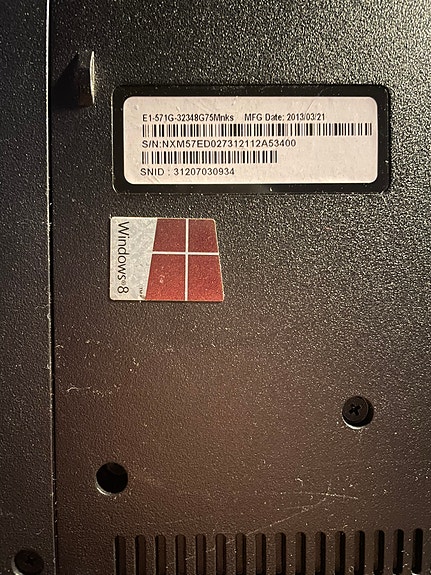 E1-571G-32348G75Mnks MFG Date: 2013/03/21
S/N:NXM57ED027312112A53400
SNID : 31207030934
Windows 8